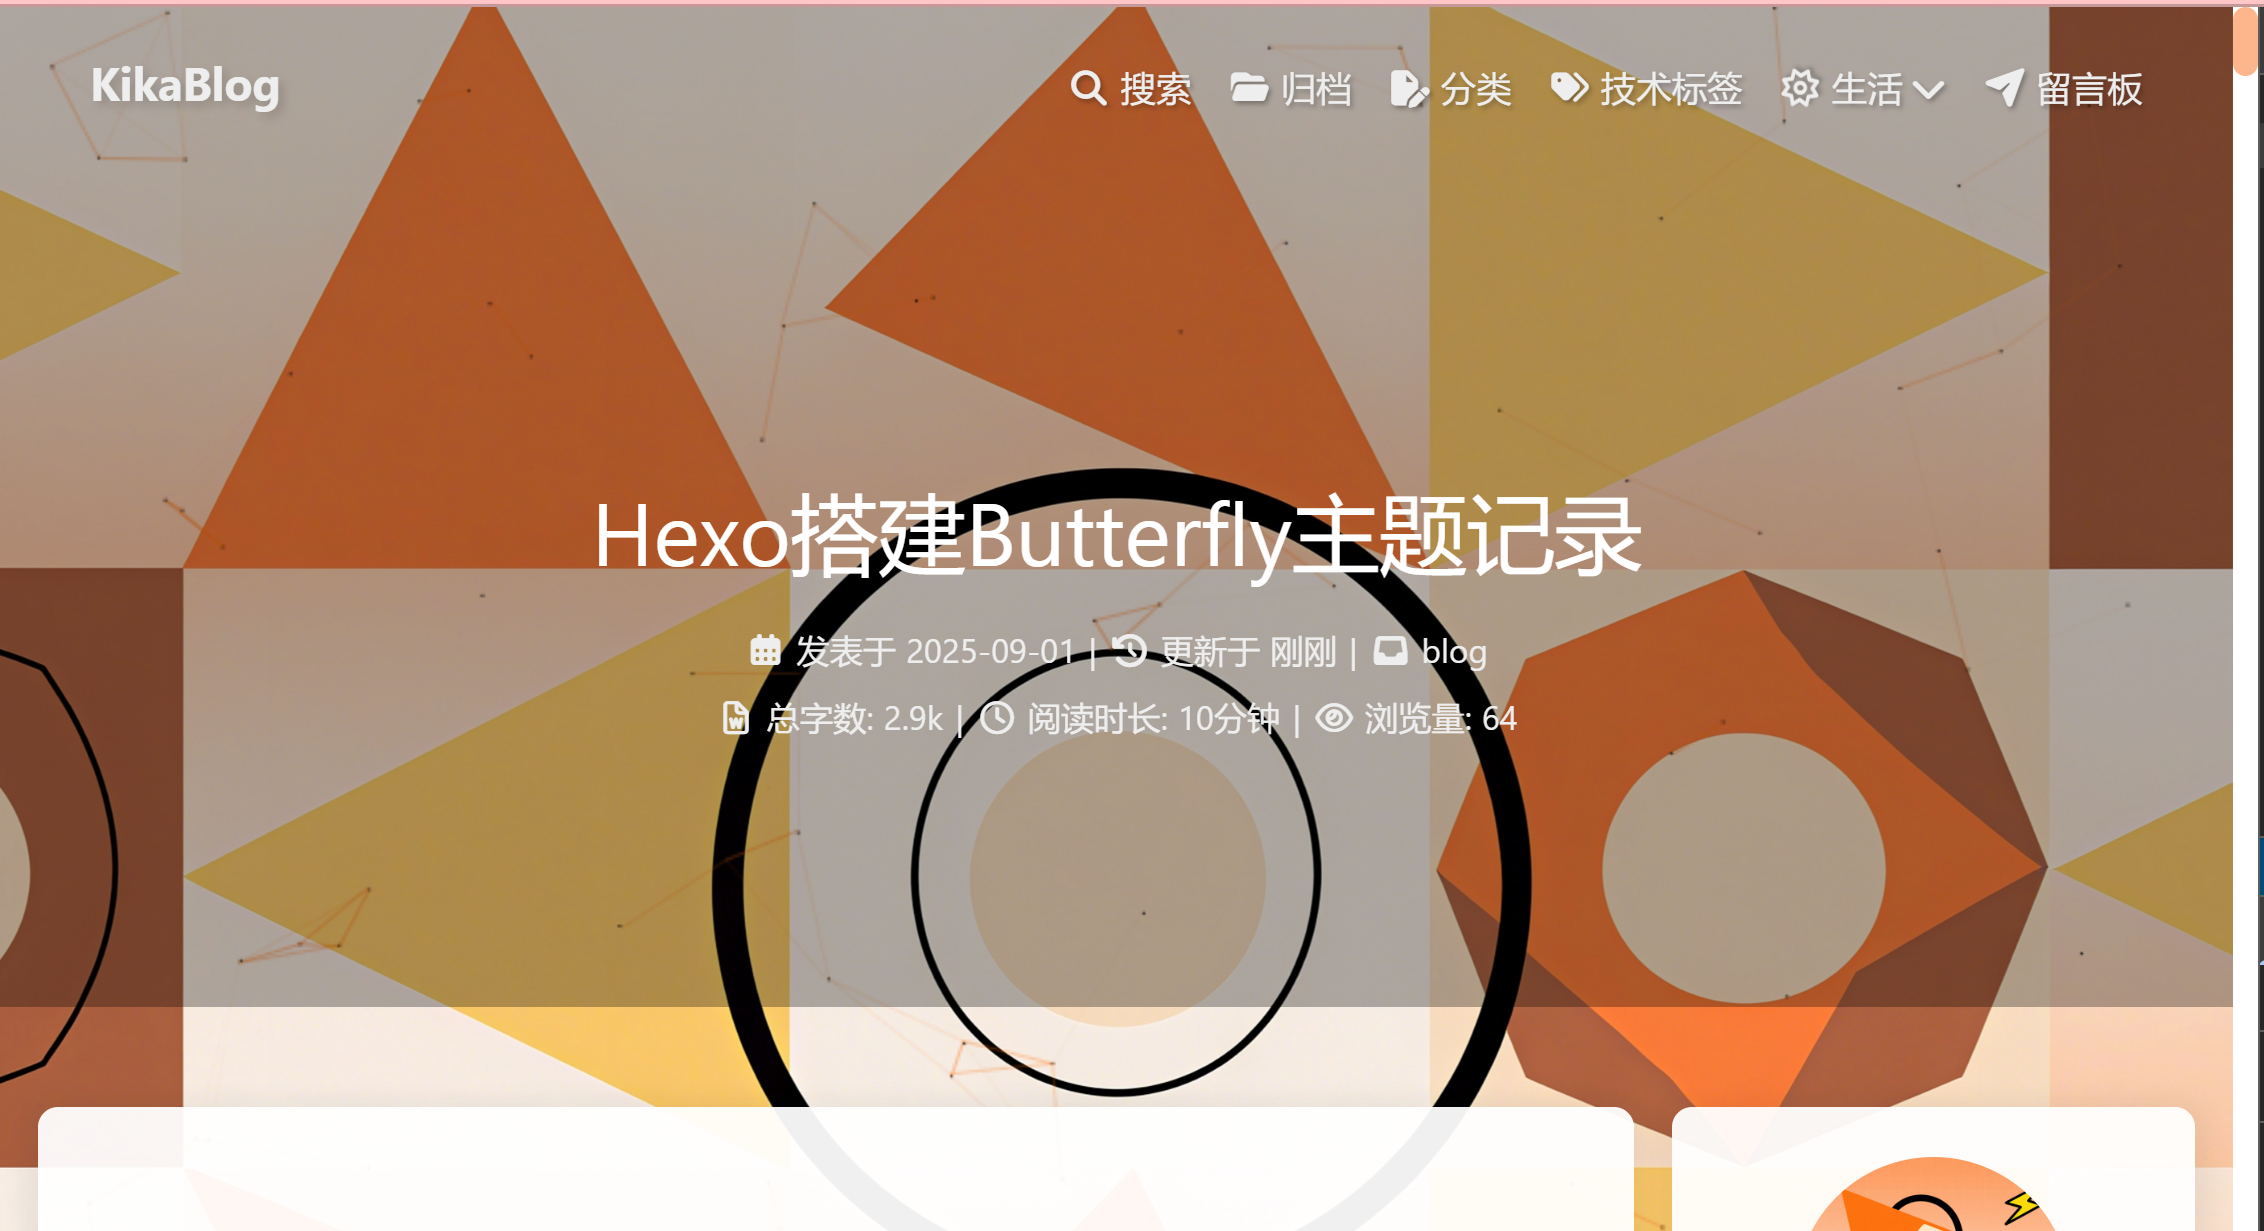 KikaBlog
搜索 归档 分类 技术标签 生活 留言板
Hexo搭建Butterfly主题记录
发表于 2025-09-01 | 更新于 刚刚 | blog
总字数: 2.9k | 阅读时长: 10分钟 | 浏览量: 64